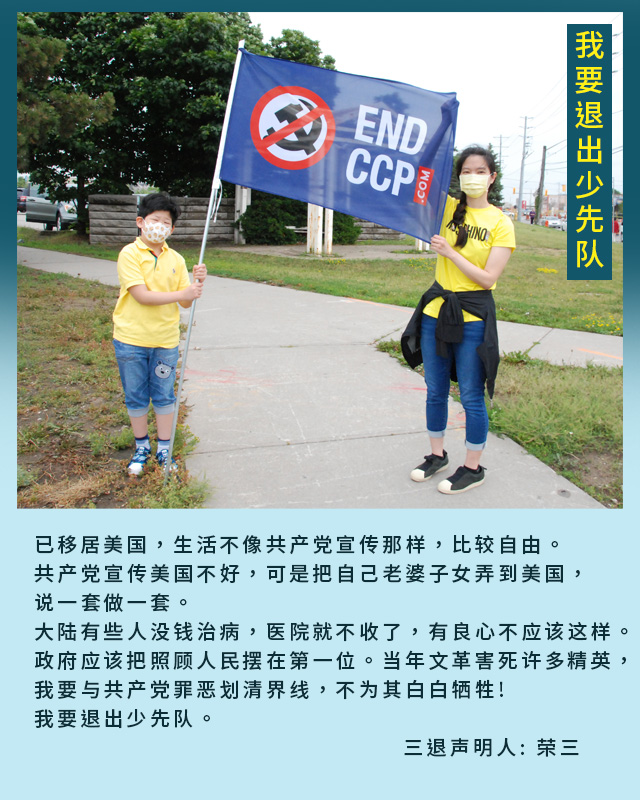 我要退出少先队
END
CCP.COM
MOSCHINO
已移居美国，生活不像共产党宣传那样，比较自由。
共产党宣传美国不好，可是把自己老婆子女弄到美国，
说一套做一套。
大陆有些人没钱治病，医院就不收了，有良心不应该这样。
政府应该把照顾人民摆在第一位。当年文革害死许多精英，
我要与共产党罪恶划清界线，不为其白白牺牲!
我要退出少先队。
三退声明人: 荣三